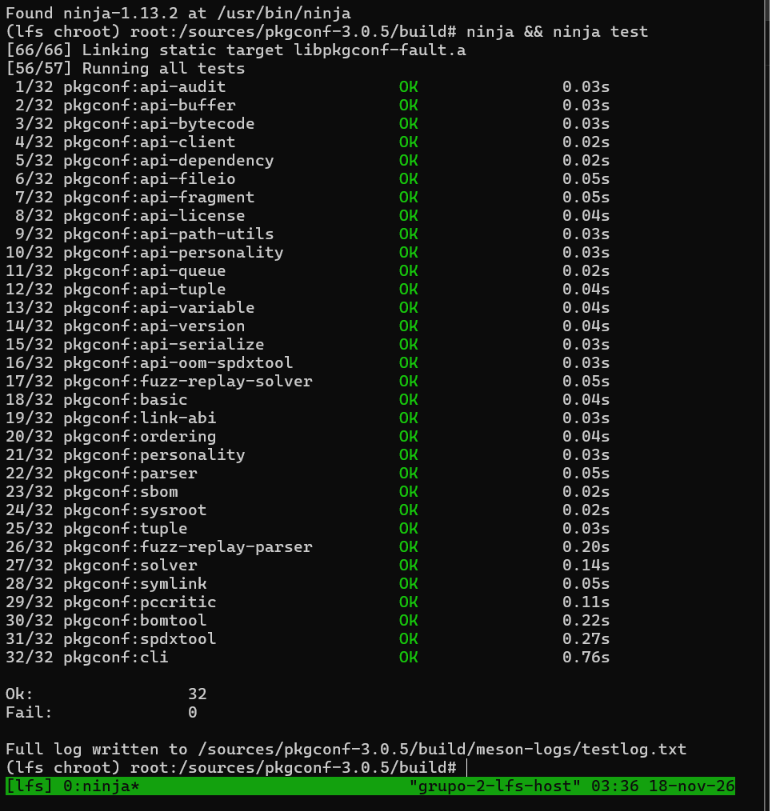 Found ninja-1.13.2 at /usr/bin/ninja
(lfs chroot) root:/sources/pkgconf-3.0.5/build# ninja && ninja test
[66/66] Linking static target libpkgconf-fault.a
[56/57] Running all tests
 1/32 pkgconf:api-audit                  OK               0.03s
 2/32 pkgconf:api-buffer                 OK               0.03s
 3/32 pkgconf:api-bytecode               OK               0.03s
 4/32 pkgconf:api-client                 OK               0.02s
 5/32 pkgconf:api-dependency             OK               0.02s
 6/32 pkgconf:api-fileio                 OK               0.05s
 7/32 pkgconf:api-fragment               OK               0.05s
 8/32 pkgconf:api-license                OK               0.04s
 9/32 pkgconf:api-path-utils             OK               0.03s
10/32 pkgconf:api-personality            OK               0.03s
11/32 pkgconf:api-queue                  OK               0.02s
12/32 pkgconf:api-tuple                  OK               0.04s
13/32 pkgconf:api-variable               OK               0.04s
14/32 pkgconf:api-version                OK               0.04s
15/32 pkgconf:api-serialize              OK               0.03s
16/32 pkgconf:api-oom-spdxtool           OK               0.03s
17/32 pkgconf:fuzz-replay-solver         OK               0.05s
18/32 pkgconf:basic                      OK               0.04s
19/32 pkgconf:link-abi                   OK               0.03s
20/32 pkgconf:ordering                   OK               0.04s
21/32 pkgconf:personality                OK               0.03s
22/32 pkgconf:parser                     OK               0.05s
23/32 pkgconf:sbom                       OK               0.02s
24/32 pkgconf:sysroot                    OK               0.02s
25/32 pkgconf:tuple                      OK               0.03s
26/32 pkgconf:fuzz-replay-parser         OK               0.20s
27/32 pkgconf:solver                     OK               0.14s
28/32 pkgconf:symlink                    OK               0.05s
29/32 pkgconf:pccritic                   OK               0.11s
30/32 pkgconf:bomtool                    OK               0.22s
31/32 pkgconf:spdxtool                   OK               0.27s
32/32 pkgconf:cli                        OK               0.76s

Ok:                32
Fail:              0

Full log written to /sources/pkgconf-3.0.5/build/meson-logs/testlog.txt
(lfs chroot) root:/sources/pkgconf-3.0.5/build#
[lfs] 0:ninja*                            "grupo-2-lfs-host" 03:36 18-nov-26